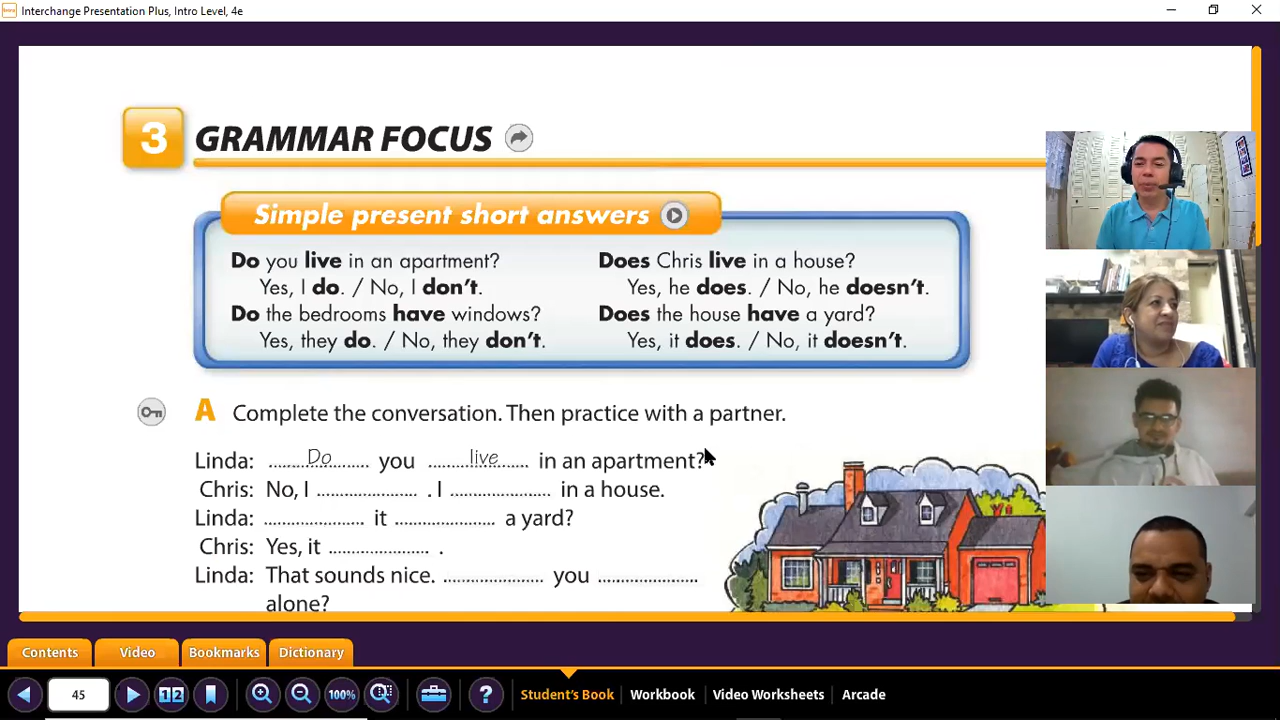 Interchange Presentation Plus, Intro Level, 4e
3 GRAMMAR FOCUS
Simple present short answers
Do you live in an apartment?
Yes, I do. / No, I don't.
Do the bedrooms have windows?
Yes, they do. / No, they don't.
Does Chris live in a house?
Yes, he does. / No, he doesn't.
Does the house have a yard?
Yes, it does. / No, it doesn't.
A Complete the conversation. Then practice with a partner.
Linda: Do you live in an apartment?
Chris: No, I .................... . I .................... in a house.
Linda: .................... it .................... a yard?
Chris: Yes, it .................... .
Linda: That sounds nice. .................... you ....................
alone?
Contents Video Bookmarks Dictionary
45 12 100% ? Student's Book Workbook Video Worksheets Arcade